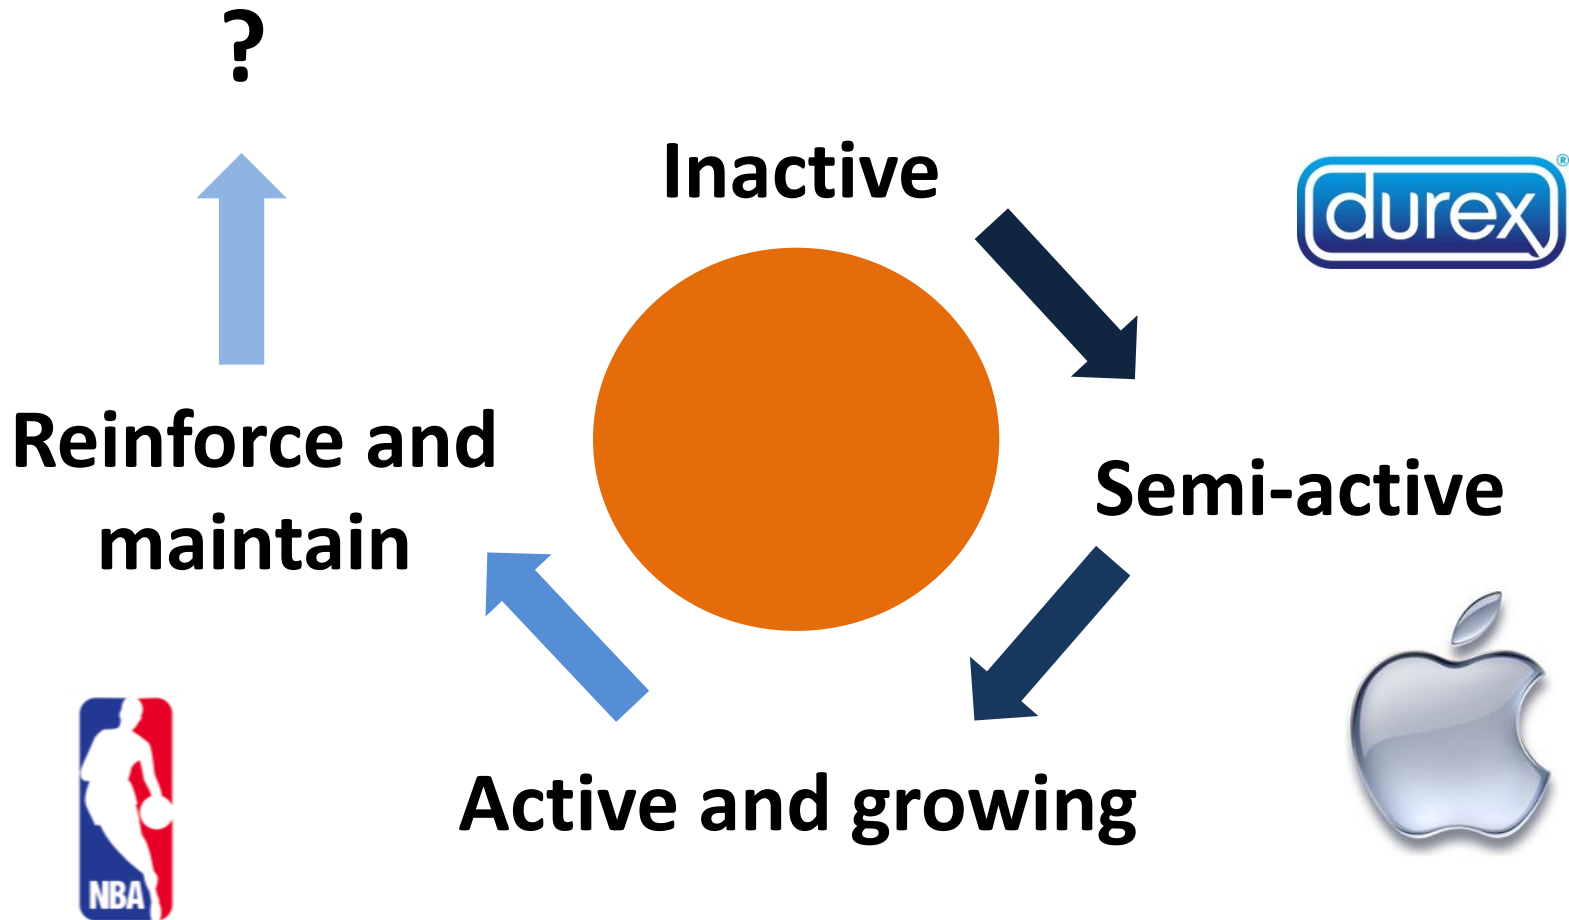 ?
Inactive
durex®
Reinforce and
maintain
Semi-active
Active and growing
NBA